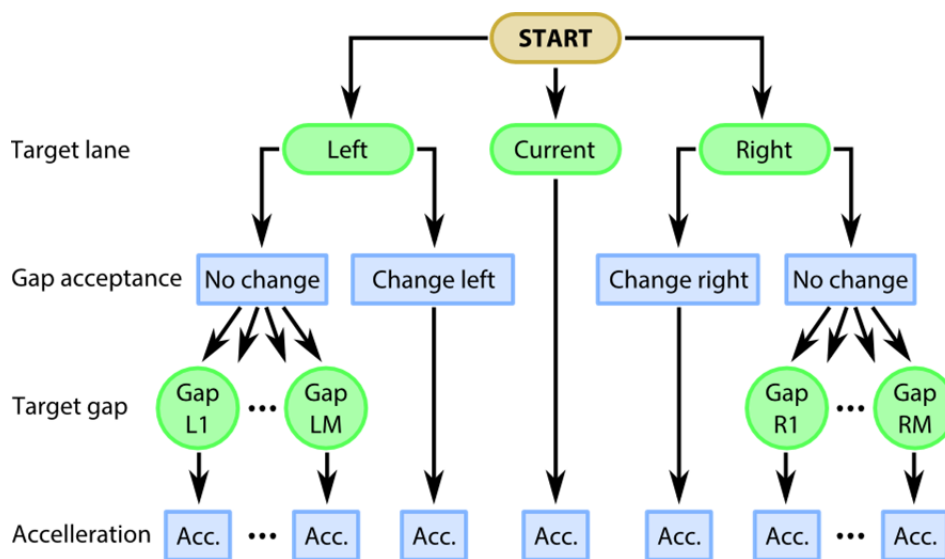 START
Target lane
Left
Current
Right
Gap acceptance
No change
Change left
Change right
No change
Target gap
Gap
L1
...
Gap
LM
Gap
R1
...
Gap
RM
Accelleration
Acc.
...
Acc.
Acc.
Acc.
Acc.
Acc.
...
Acc.